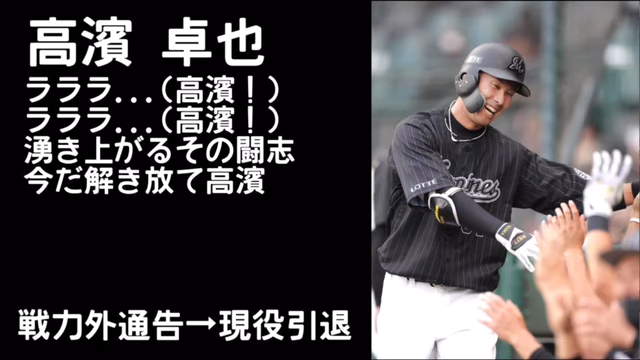 高濱 卓也
ラララ...(高濱！)
ラララ...(高濱！)
湧き上がるその闘志
今だ解き放て高濱
戦力外通告→現役引退
LOTTE